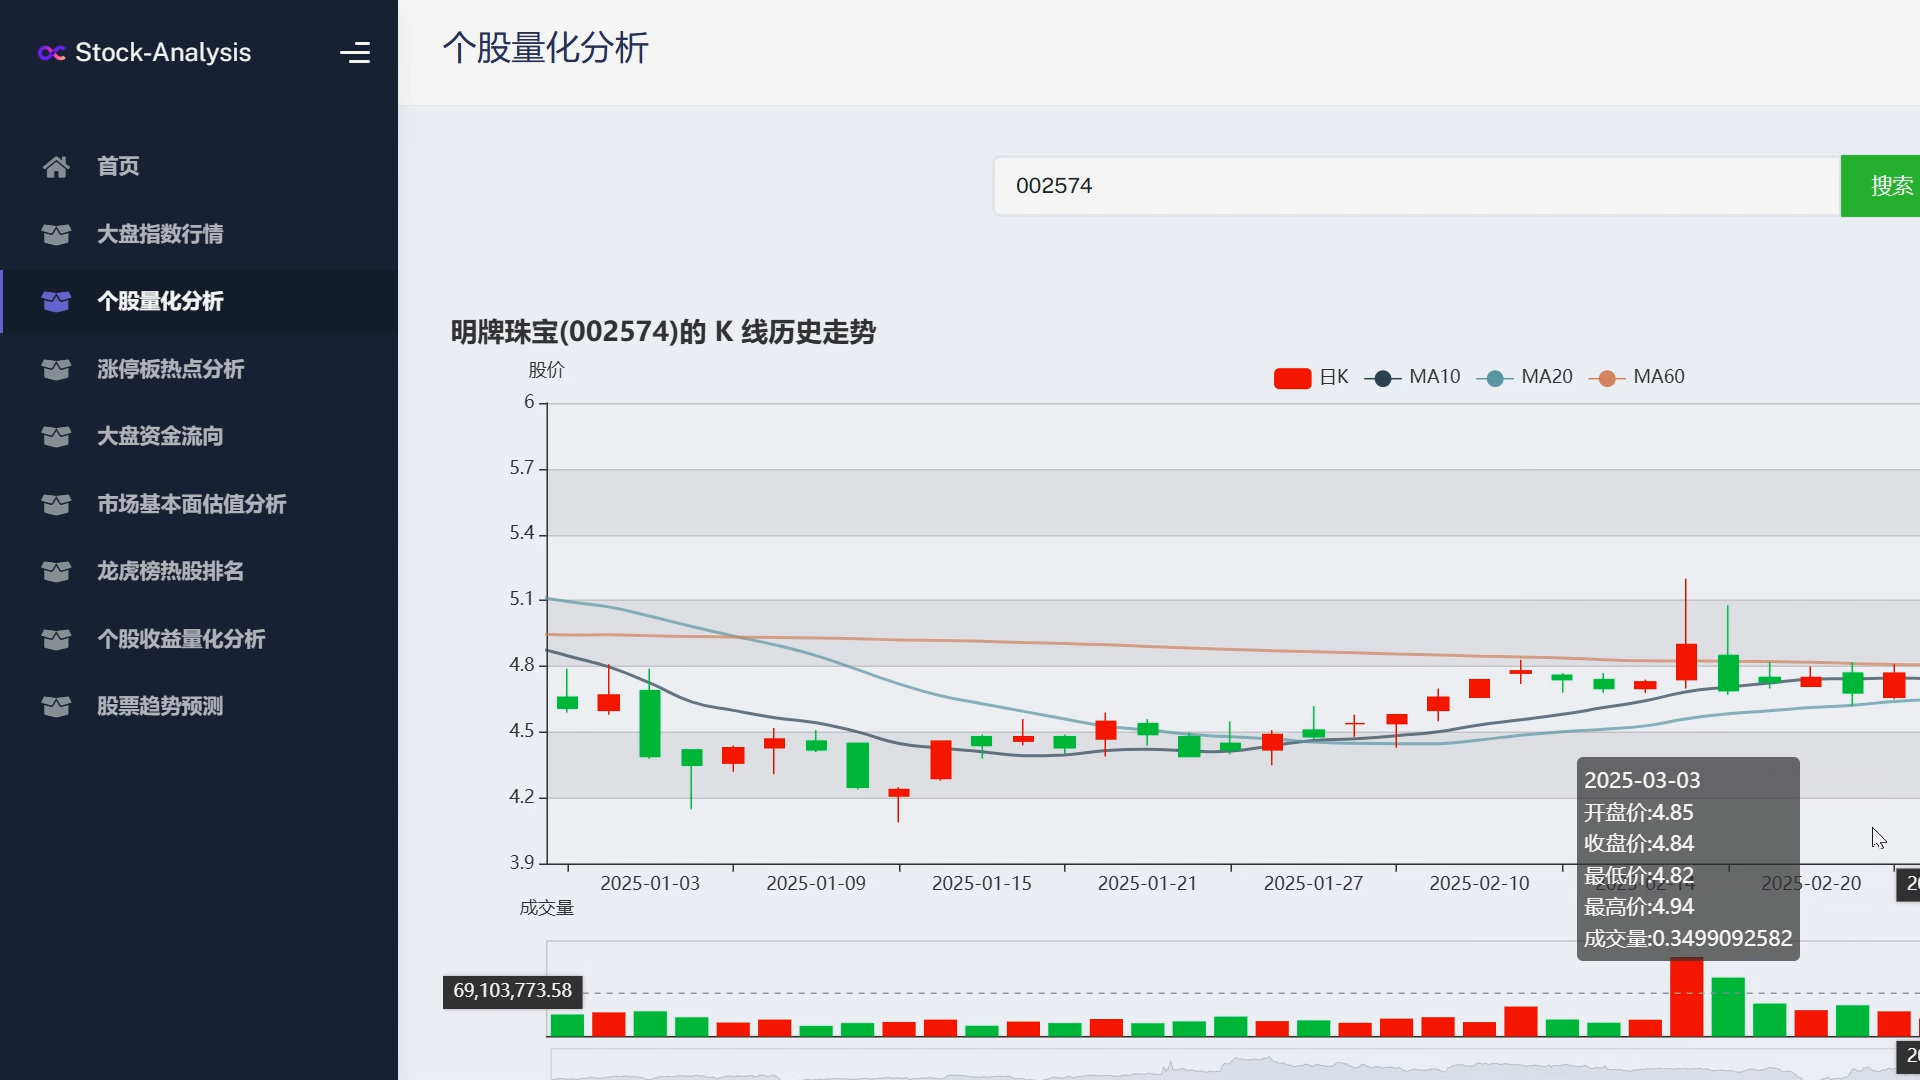 Stock-Analysis
个股量化分析
首页
大盘指数行情
个股量化分析
涨停板热点分析
大盘资金流向
市场基本面估值分析
龙虎榜热股排名
个股收益量化分析
股票趋势预测
002574
搜索
明牌珠宝(002574)的 K 线历史走势
股价
日K
MA10
MA20
MA60
6
5.7
5.4
5.1
4.8
4.5
4.2
3.9
2025-01-03
2025-01-09
2025-01-15
2025-01-21
2025-01-27
2025-02-10
2025-02-14
2025-02-20
20
2025-03-03
开盘价:4.85
收盘价:4.84
最低价:4.82
最高价:4.94
成交量:0.3499092582
成交量
69,103,773.58
20